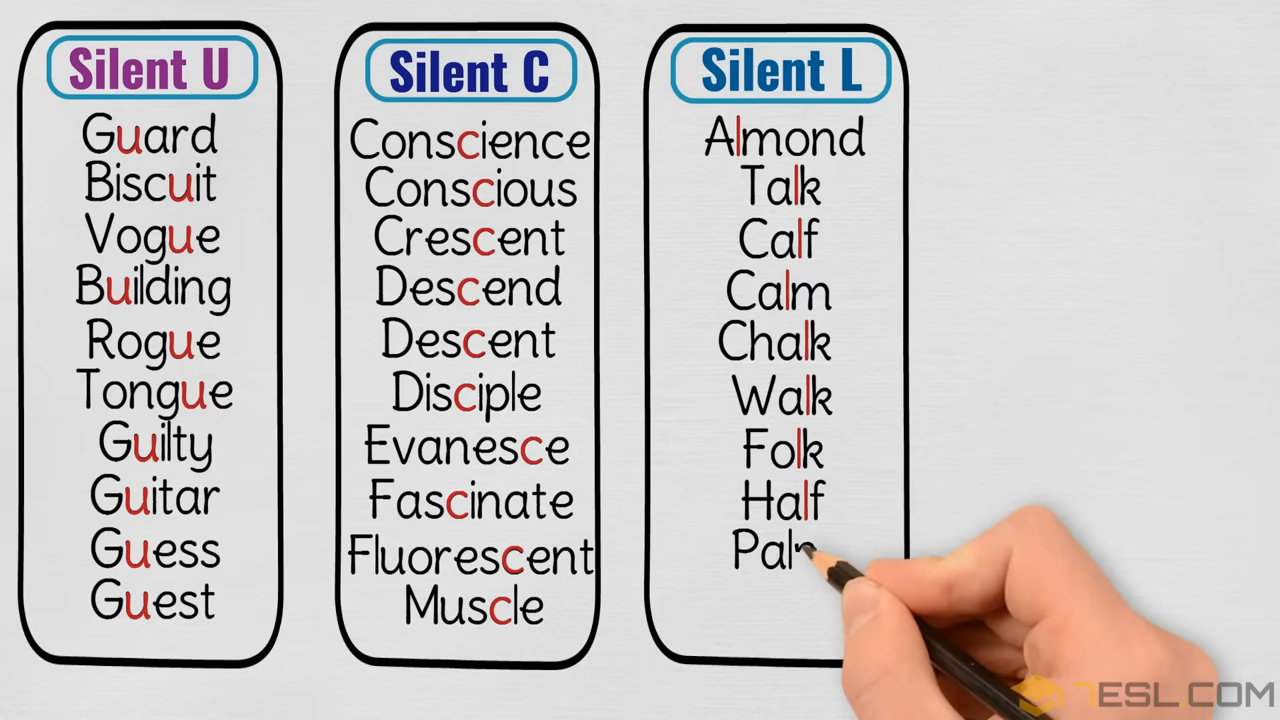 Silent U
Guard
Biscuit
Vogue
Building
Rogue
Tongue
Guilty
Guitar
Guess
Guest
Silent C
Conscience
Conscious
Crescent
Descend
Descent
Disciple
Evanesce
Fascinate
Fluorescent
Muscle
Silent L
Almond
Talk
Calf
Calm
Chalk
Walk
Folk
Half
7ESL.COM